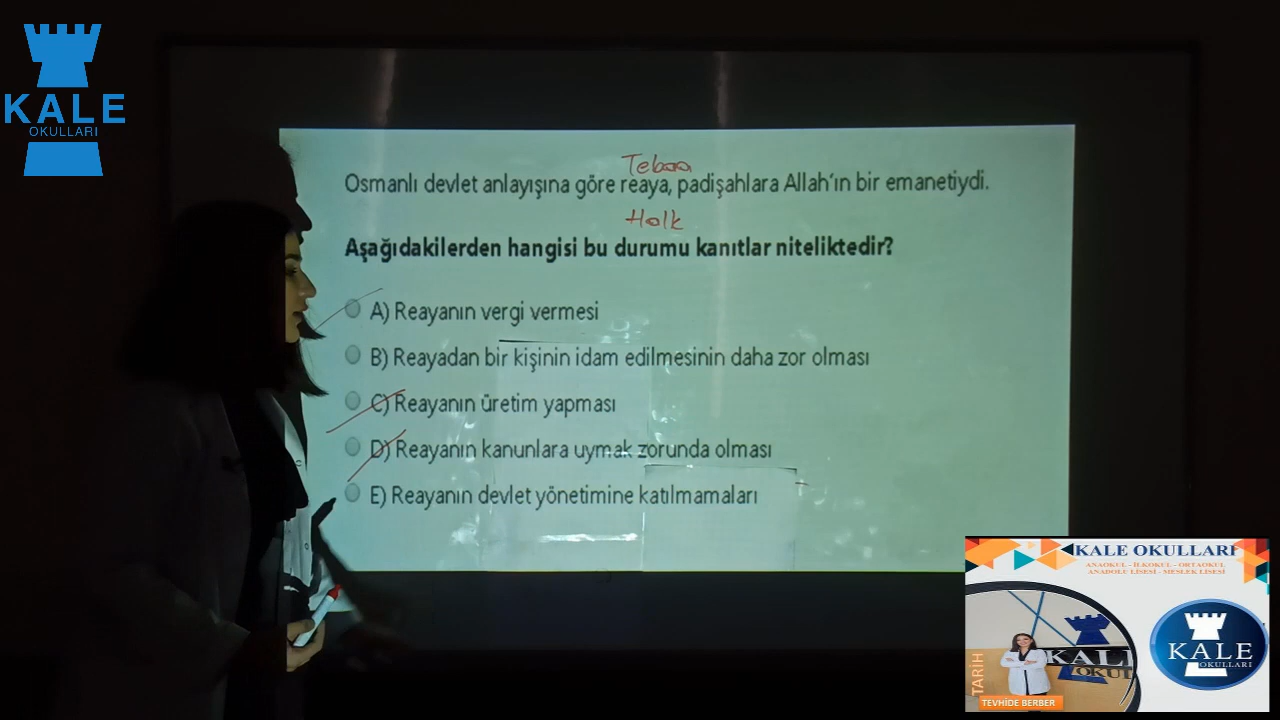 KALE
OKULLARI
Tebaa
Osmanlı devlet anlayışına göre reaya, padişahlara Allah'ın bir emanetiydi.
Halk
Aşağıdakilerden hangisi bu durumu kanıtlar niteliktedir?
A) Reayanın vergi vermesi
B) Reayadan bir kişinin idam edilmesinin daha zor olması
C) Reayanın üretim yapması
D) Reayanın kanunlara uymak zorunda olması
E) Reayanın devlet yönetimine katılmamaları
KALE OKULLARI
ANAOKUL - İLKOKUL - ORTAOKUL
ANADOLU LİSESİ - MESLEK LİSESİ
KALE
OKULLARI
TARİH
TEVHİDE BERBER